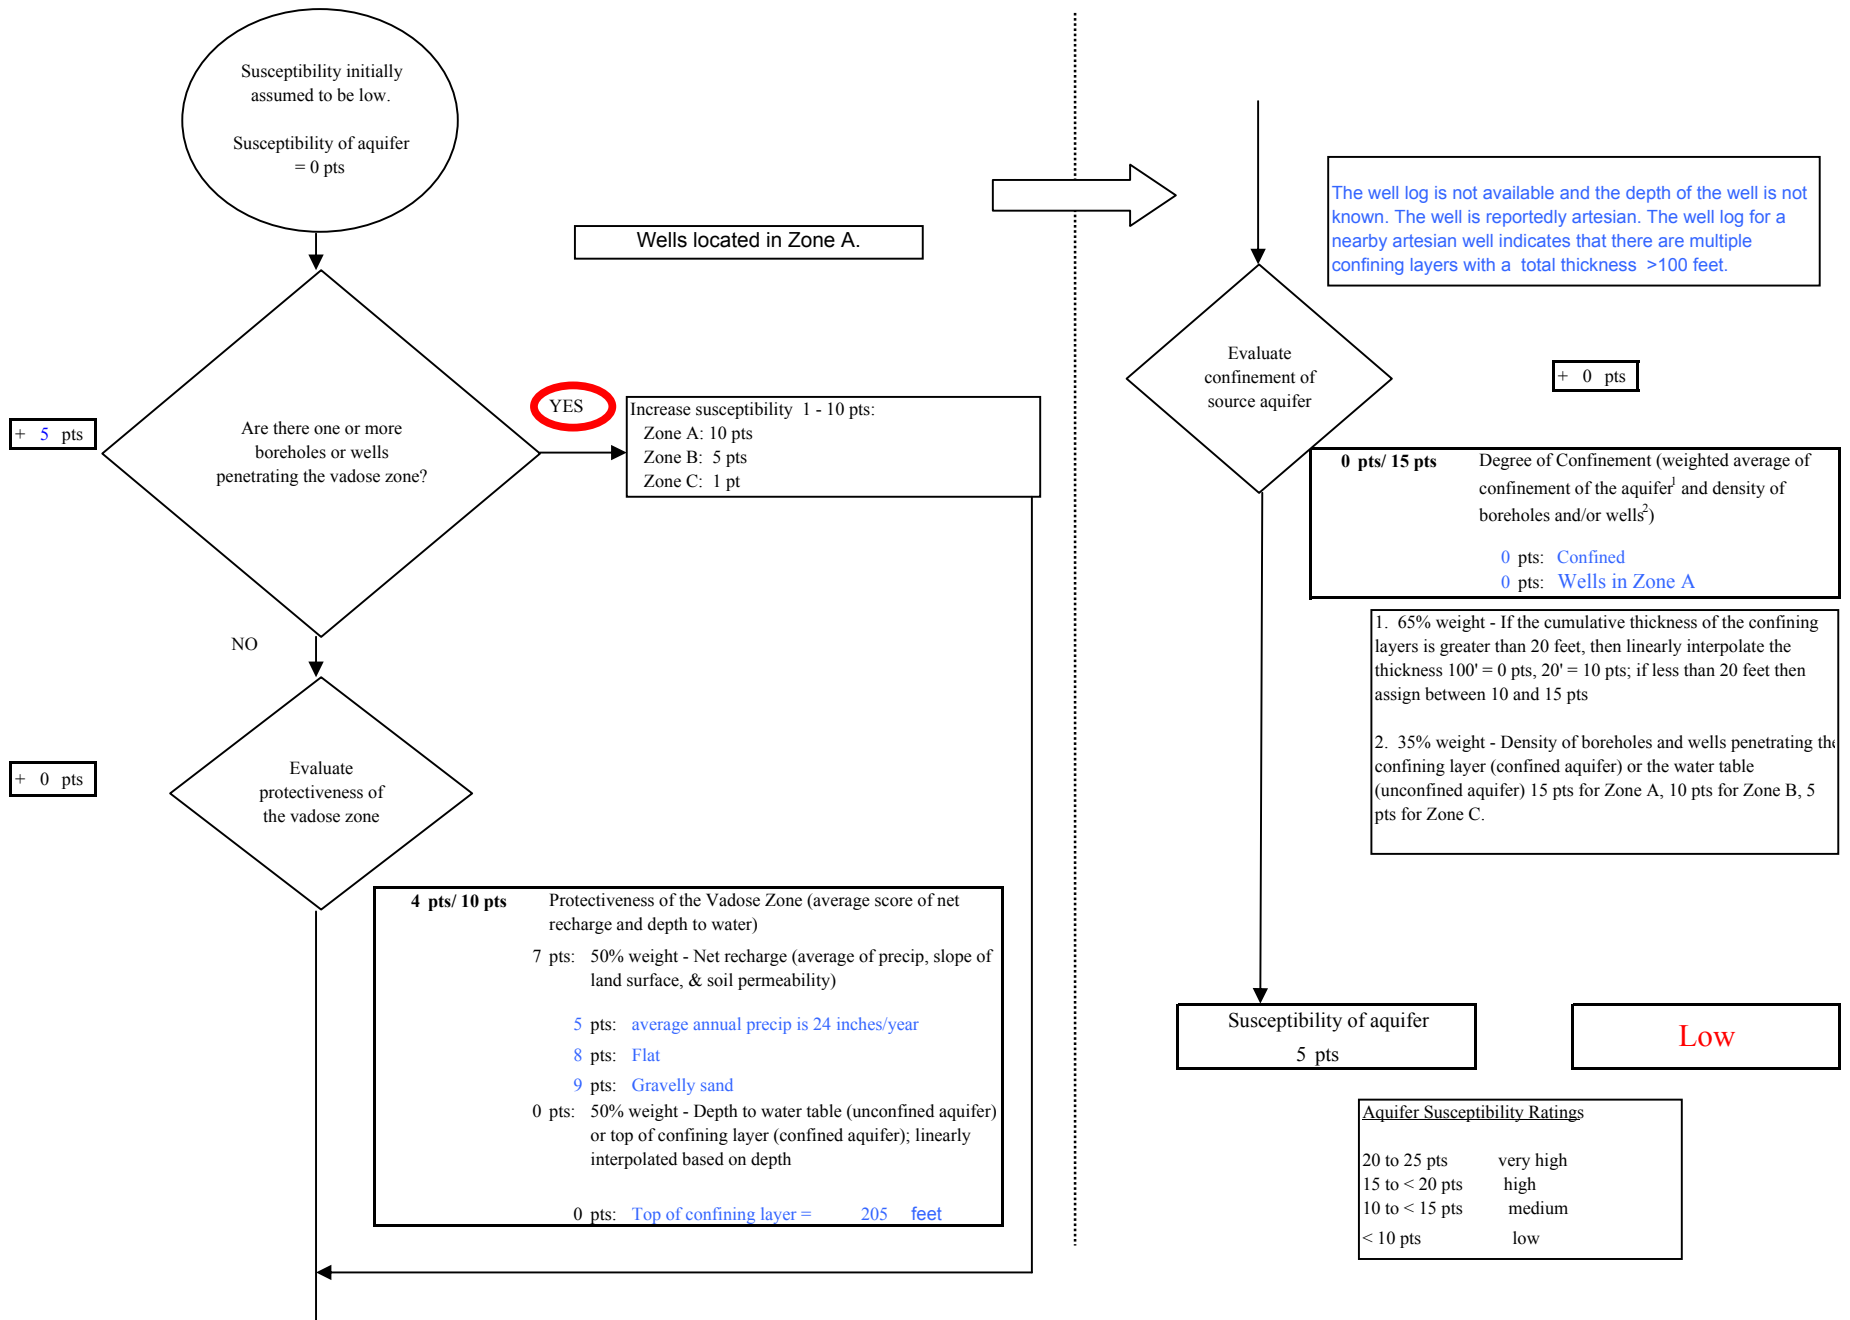 Susceptibility initially
assumed to be low.
Susceptibility of aquifer
= 0 pts
Wells located in Zone A.
YES
Increase susceptibility 1 - 10 pts:
Zone A: 10 pts
Zone B: 5 pts
Zone C: 1 pt
+ 5 pts
Are there one or more
boreholes or wells
penetrating the vadose zone?
NO
+ 0 pts
Evaluate
protectiveness of
the vadose zone
4 pts/ 10 pts Protectiveness of the Vadose Zone (average score of net
recharge and depth to water)
7 pts: 50% weight - Net recharge (average of precip, slope of
land surface, & soil permeability)
5 pts: average annual precip is 24 inches/year
8 pts: Flat
9 pts: Gravelly sand
0 pts: 50% weight - Depth to water table (unconfined aquifer)
or top of confining layer (confined aquifer); linearly
interpolated based on depth
0 pts: Top of confining layer = 205 feet
The well log is not available and the depth of the well is not
known. The well is reportedly artesian. The well log for a
nearby artesian well indicates that there are multiple
confining layers with a total thickness >100 feet.
Evaluate
confinement of
source aquifer
+ 0 pts
0 pts/ 15 pts Degree of Confinement (weighted average of
confinement of the aquifer1 and density of
boreholes and/or wells2)
0 pts: Confined
0 pts: Wells in Zone A
1. 65% weight - If the cumulative thickness of the confining
layers is greater than 20 feet, then linearly interpolate the
thickness 100' = 0 pts, 20' = 10 pts; if less than 20 feet then
assign between 10 and 15 pts
2. 35% weight - Density of boreholes and wells penetrating the
confining layer (confined aquifer) or the water table
(unconfined aquifer) 15 pts for Zone A, 10 pts for Zone B, 5
pts for Zone C.
Susceptibility of aquifer
5 pts
Low
Aquifer Susceptibility Ratings
20 to 25 pts very high
15 to < 20 pts high
10 to < 15 pts medium
< 10 pts low